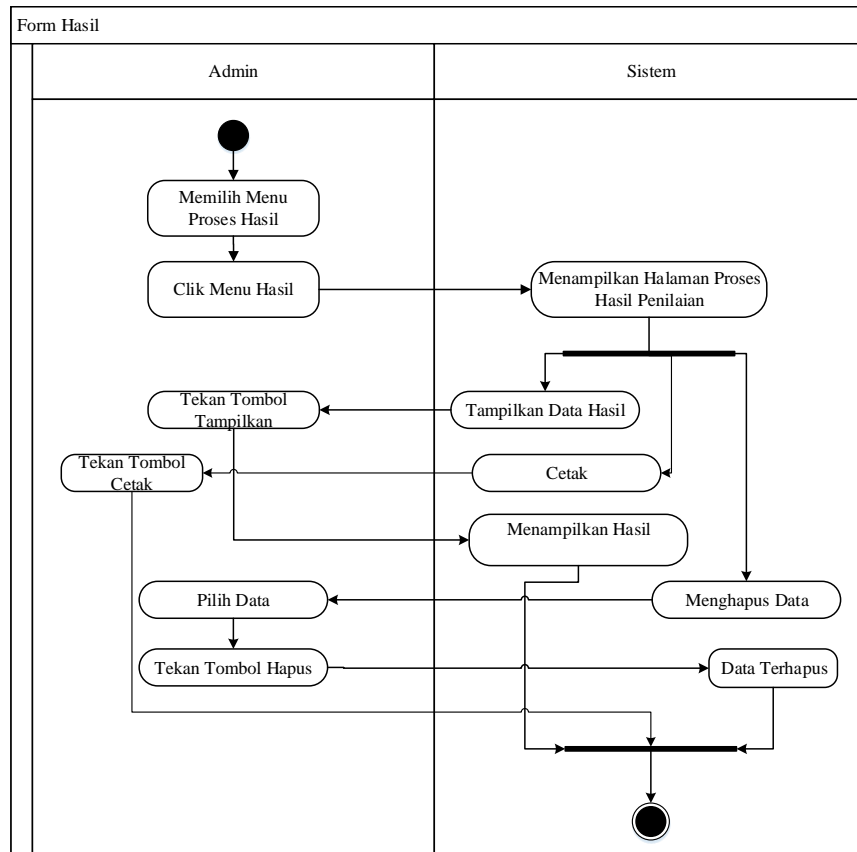 Form Hasil
Admin
Sistem
Memilih Menu
Proses Hasil
Clik Menu Hasil
Menampilkan Halaman Proses
Hasil Penilaian
Tekan Tombol
Tampilkan
Tampilkan Data Hasil
Tekan Tombol
Cetak
Cetak
Menampilkan Hasil
Pilih Data
Menghapus Data
Tekan Tombol Hapus
Data Terhapus